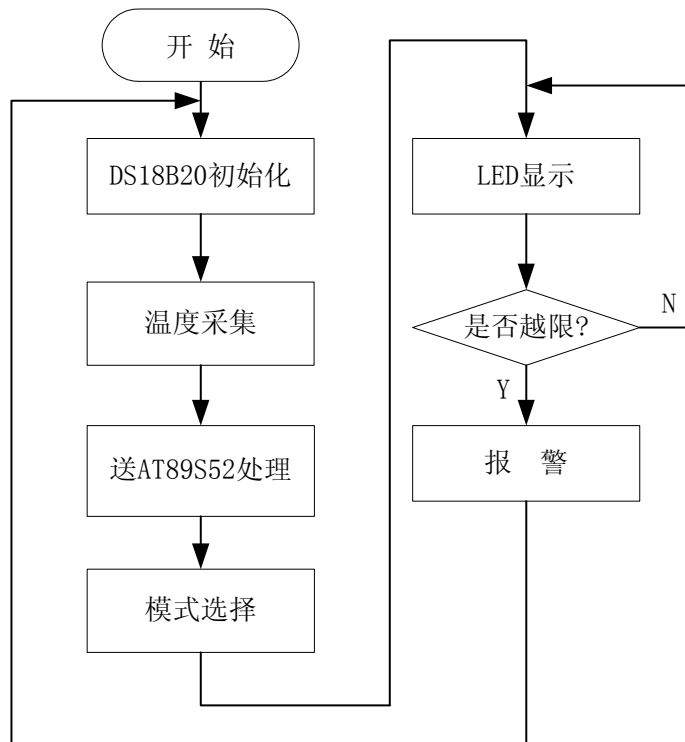 开 始
DS18B20初始化
温度采集
送AT89S52处理
模式选择
LED显示
是否越限?
N
Y
报 警